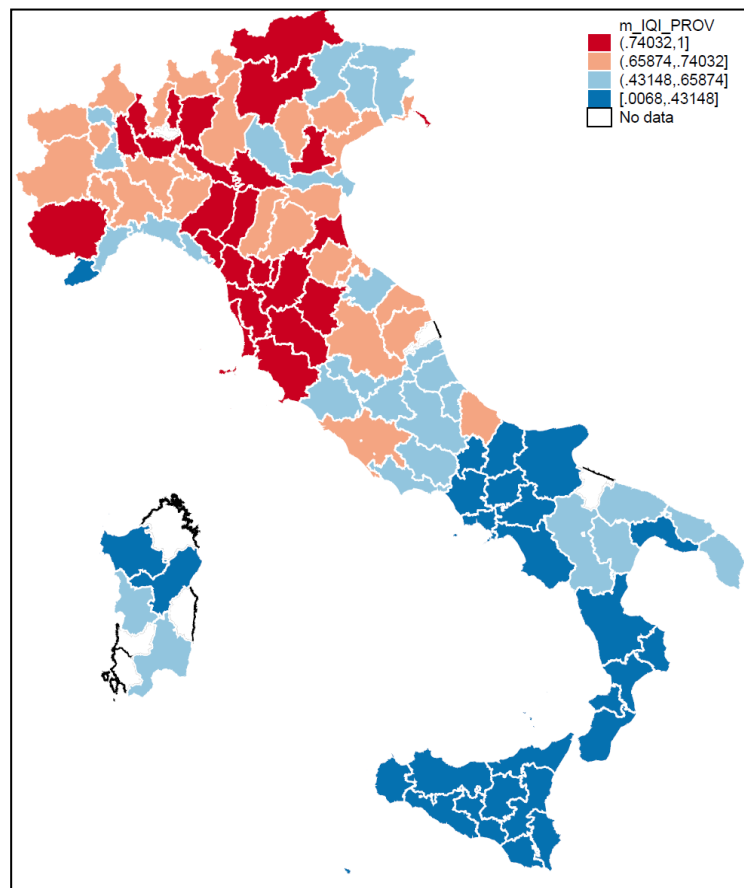 m_IQI_PROV
(.74032,1]
(.65874,.74032]
(.43148,.65874]
[.0068,.43148]
No data